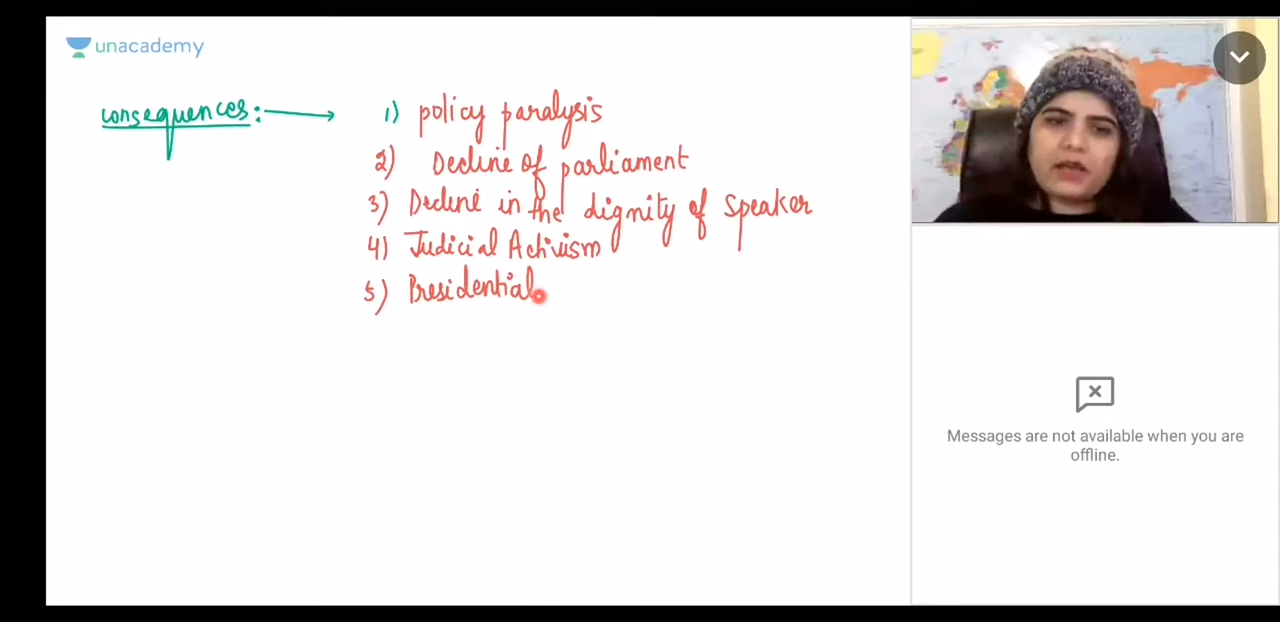 unacademy
consequences:
1) policy paralysis
2) Decline of parliament
3) Decline in the dignity of Speaker
4) Judicial Activism
5) Presidential
Messages are not available when you are
offline.